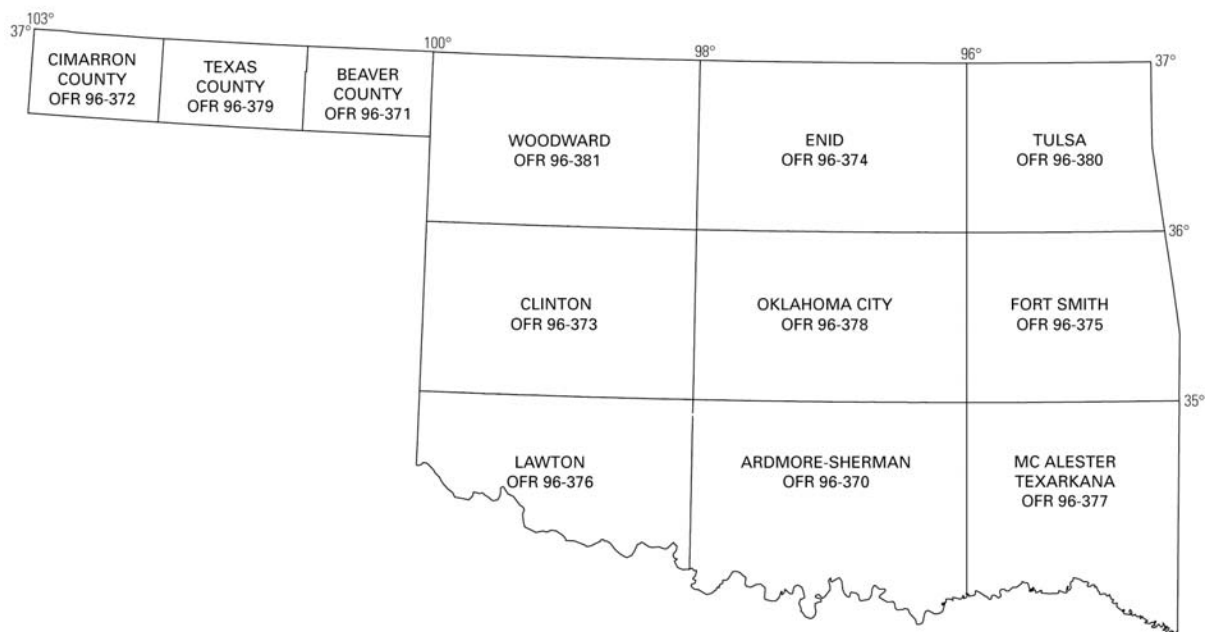 103°
37°
100°
98°
96°
37°
CIMARRON
COUNTY
OFR 96-372
TEXAS
COUNTY
OFR 96-379
BEAVER
COUNTY
OFR 96-371
WOODWARD
OFR 96-381
ENID
OFR 96-374
TULSA
OFR 96-380
36°
CLINTON
OFR 96-373
OKLAHOMA CITY
OFR 96-378
FORT SMITH
OFR 96-375
35°
LAWTON
OFR 96-376
ARDMORE-SHERMAN
OFR 96-370
MC ALESTER
TEXARKANA
OFR 96-377